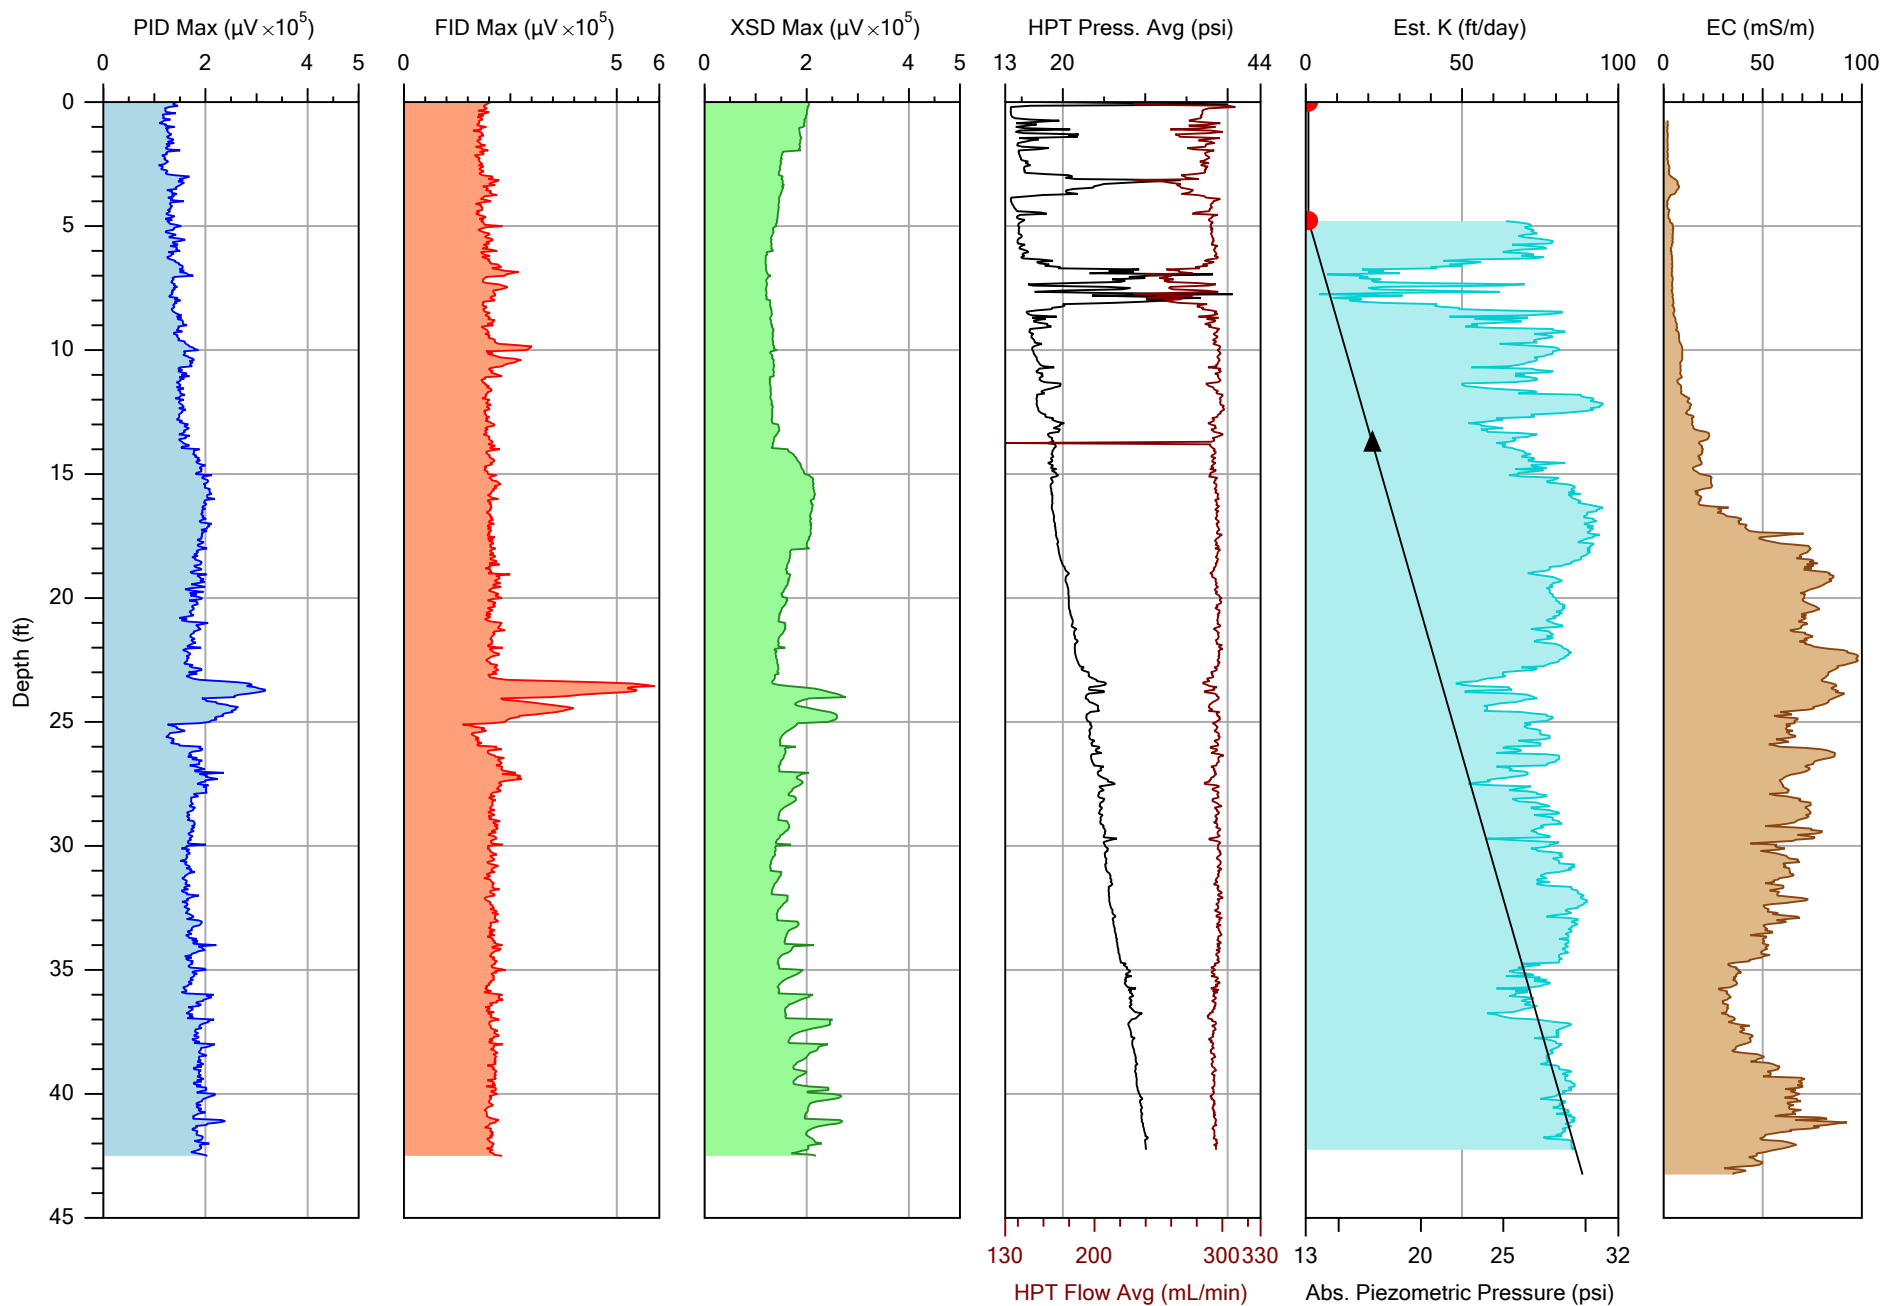 PID Max (µV ×10⁵) FID Max (µV ×10⁵) XSD Max (µV ×10⁵) HPT Press. Avg (psi) Est. K (ft/day) EC (mS/m)
0 2 5 0 5 6 0 2 5 13 20 44 0 50 100 0 50 100
0
5
10
15
20
25
30
35
40
45
Depth (ft)
130 200 300 330 13 20 25 32
HPT Flow Avg (mL/min) Abs. Piezometric Pressure (psi)